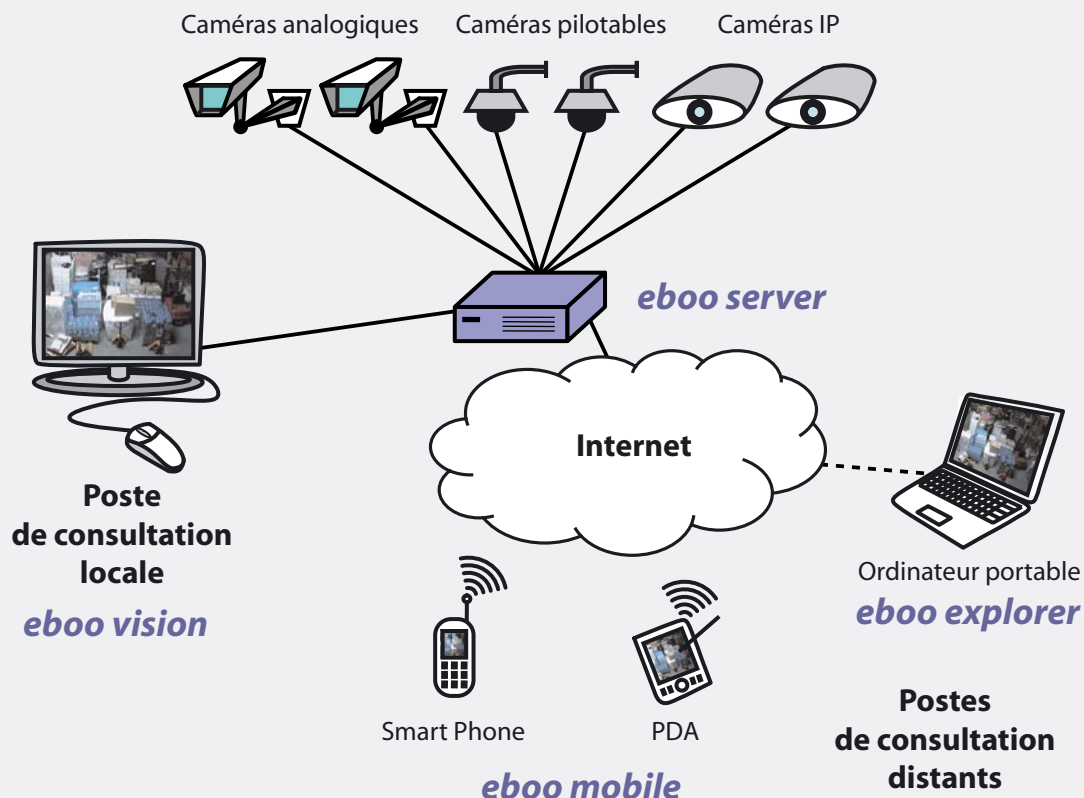 Caméras analogiques
Caméras pilotables
Caméras IP
eboo server
Internet
Poste
de consultation
locale
eboo vision
Ordinateur portable
eboo explorer
Smart Phone
PDA
eboo mobile
Postes
de consultation
distants